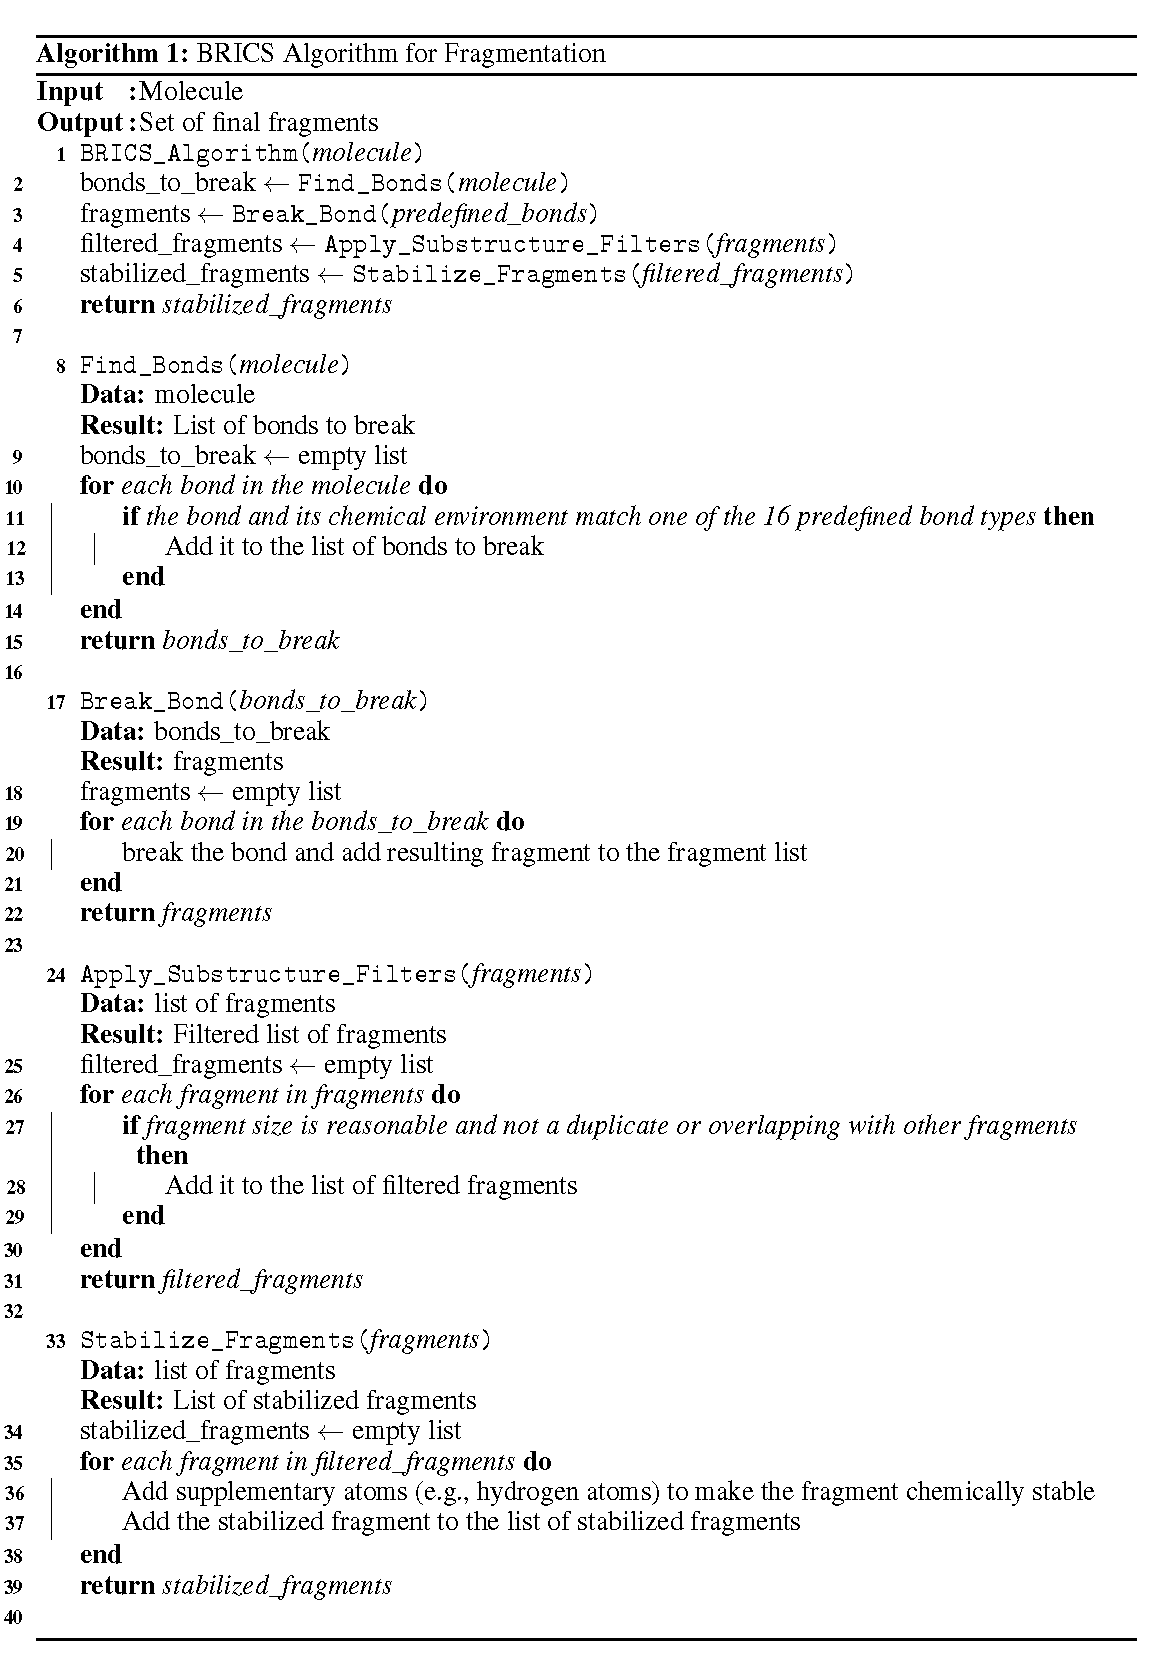 Algorithm 1: BRICS Algorithm for Fragmentation
Input :Molecule
Output :Set of final fragments
1 BRICS_Algorithm(molecule)
2 bonds_to_break ← Find_Bonds(molecule)
3 fragments ← Break_Bond(predefined_bonds)
4 filtered_fragments ← Apply_Substructure_Filters(fragments)
5 stabilized_fragments ← Stabilize_Fragments(filtered_fragments)
6 return stabilized_fragments
7
8 Find_Bonds(molecule)
Data: molecule
Result: List of bonds to break
9 bonds_to_break ← empty list
10 for each bond in the molecule do
11 if the bond and its chemical environment match one of the 16 predefined bond types then
12 Add it to the list of bonds to break
13 end
14 end
15 return bonds_to_break
16
17 Break_Bond(bonds_to_break)
Data: bonds_to_break
Result: fragments
18 fragments ← empty list
19 for each bond in the bonds_to_break do
20 break the bond and add resulting fragment to the fragment list
21 end
22 return fragments
23
24 Apply_Substructure_Filters(fragments)
Data: list of fragments
Result: Filtered list of fragments
25 filtered_fragments ← empty list
26 for each fragment in fragments do
27 if fragment size is reasonable and not a duplicate or overlapping with other fragments
then
28 Add it to the list of filtered fragments
29 end
30 end
31 return filtered_fragments
32
33 Stabilize_Fragments(fragments)
Data: list of fragments
Result: List of stabilized fragments
34 stabilized_fragments ← empty list
35 for each fragment in filtered_fragments do
36 Add supplementary atoms (e.g., hydrogen atoms) to make the fragment chemically stable
37 Add the stabilized fragment to the list of stabilized fragments
38 end
39 return stabilized_fragments
40